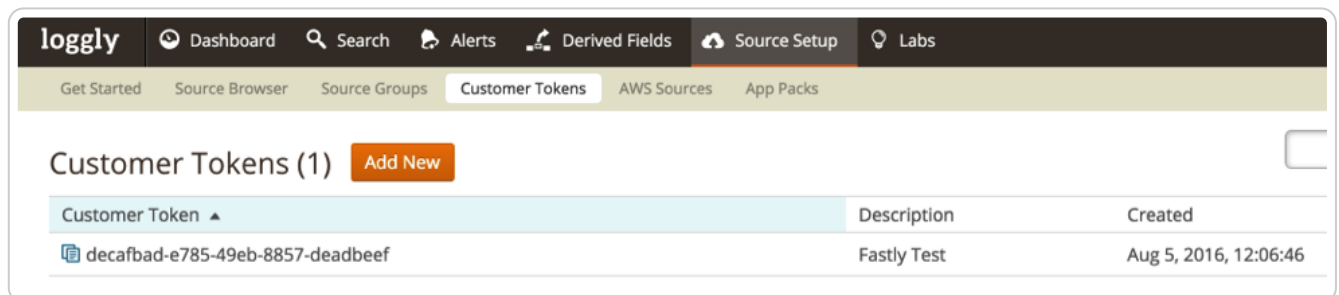 loggly Dashboard Search Alerts Derived Fields Source Setup Labs
Get Started Source Browser Source Groups Customer Tokens AWS Sources App Packs
Customer Tokens (1) Add New
Customer Token ▲ Description Created
decafbad-e785-49eb-8857-deadbeef Fastly Test Aug 5, 2016, 12:06:46